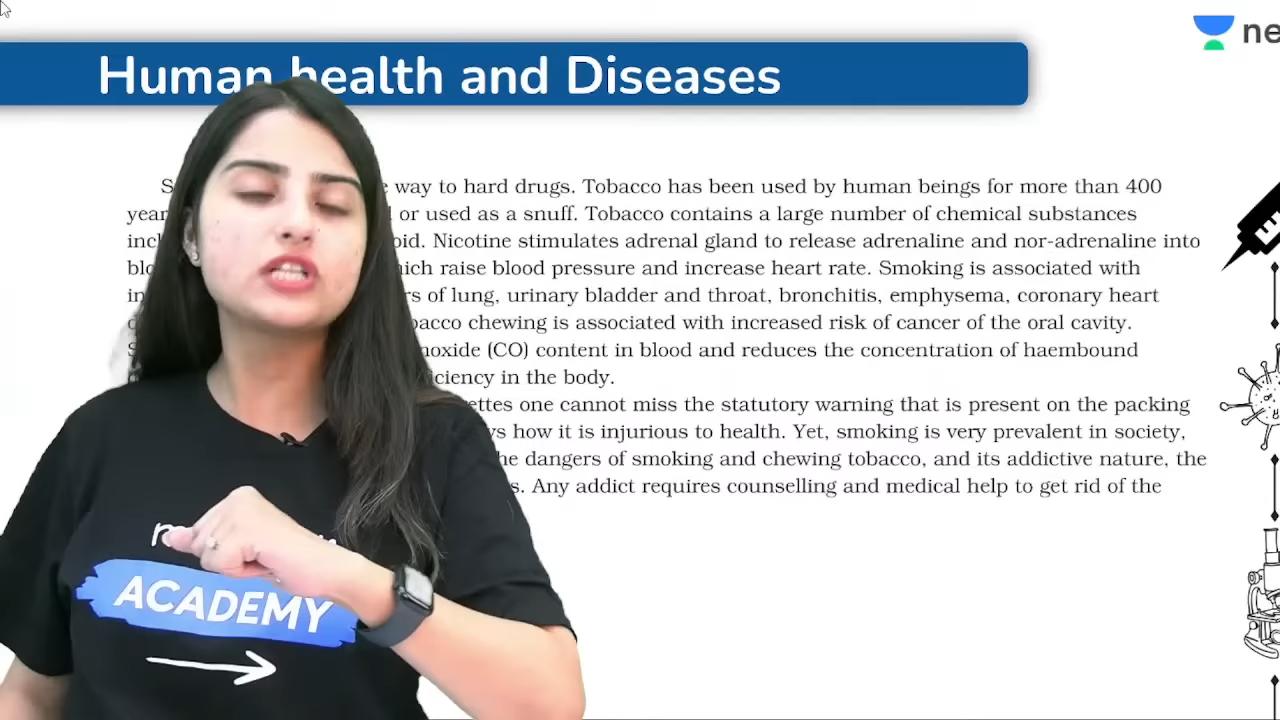 ne
Human health and Diseases
way to hard drugs. Tobacco has been used by human beings for more than 400
or used as a snuff. Tobacco contains a large number of chemical substances
Nicotine stimulates adrenal gland to release adrenaline and nor-adrenaline into
raise blood pressure and increase heart rate. Smoking is associated with
of lung, urinary bladder and throat, bronchitis, emphysema, coronary heart
chewing is associated with increased risk of cancer of the oral cavity.
(CO) content in blood and reduces the concentration of haembound
in the body.
one cannot miss the statutory warning that is present on the packing
how it is injurious to health. Yet, smoking is very prevalent in society,
dangers of smoking and chewing tobacco, and its addictive nature, the
Any addict requires counselling and medical help to get rid of the
ACADEMY